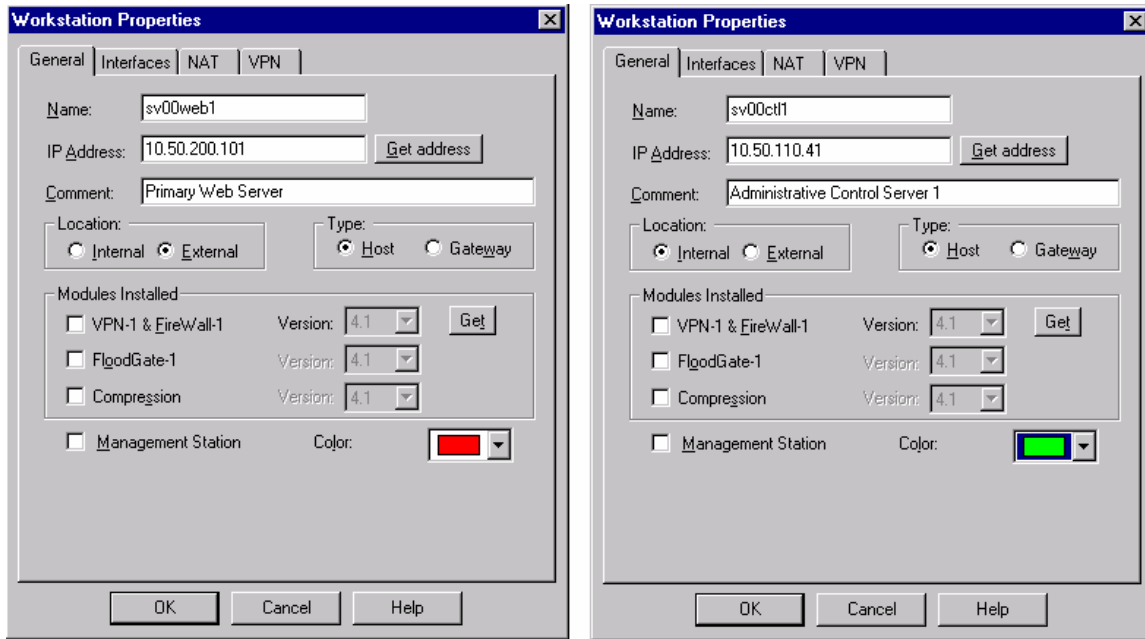 Workstation Properties
General Interfaces NAT VPN
Name: sv00web1
IP Address: 10.50.200.101 Get address
Comment: Primary Web Server
Location: Type:
Internal External Host Gateway
Modules Installed
VPN-1 & FireWall-1 Version: 4.1 Get
FloodGate-1 Version: 4.1
Compression Version: 4.1
Management Station Color:
OK Cancel Help
Workstation Properties
General Interfaces NAT VPN
Name: sv00ctl1
IP Address: 10.50.110.41 Get address
Comment: Administrative Control Server 1
Location: Type:
Internal External Host Gateway
Modules Installed
VPN-1 & FireWall-1 Version: 4.1 Get
FloodGate-1 Version: 4.1
Compression Version: 4.1
Management Station Color:
OK Cancel Help